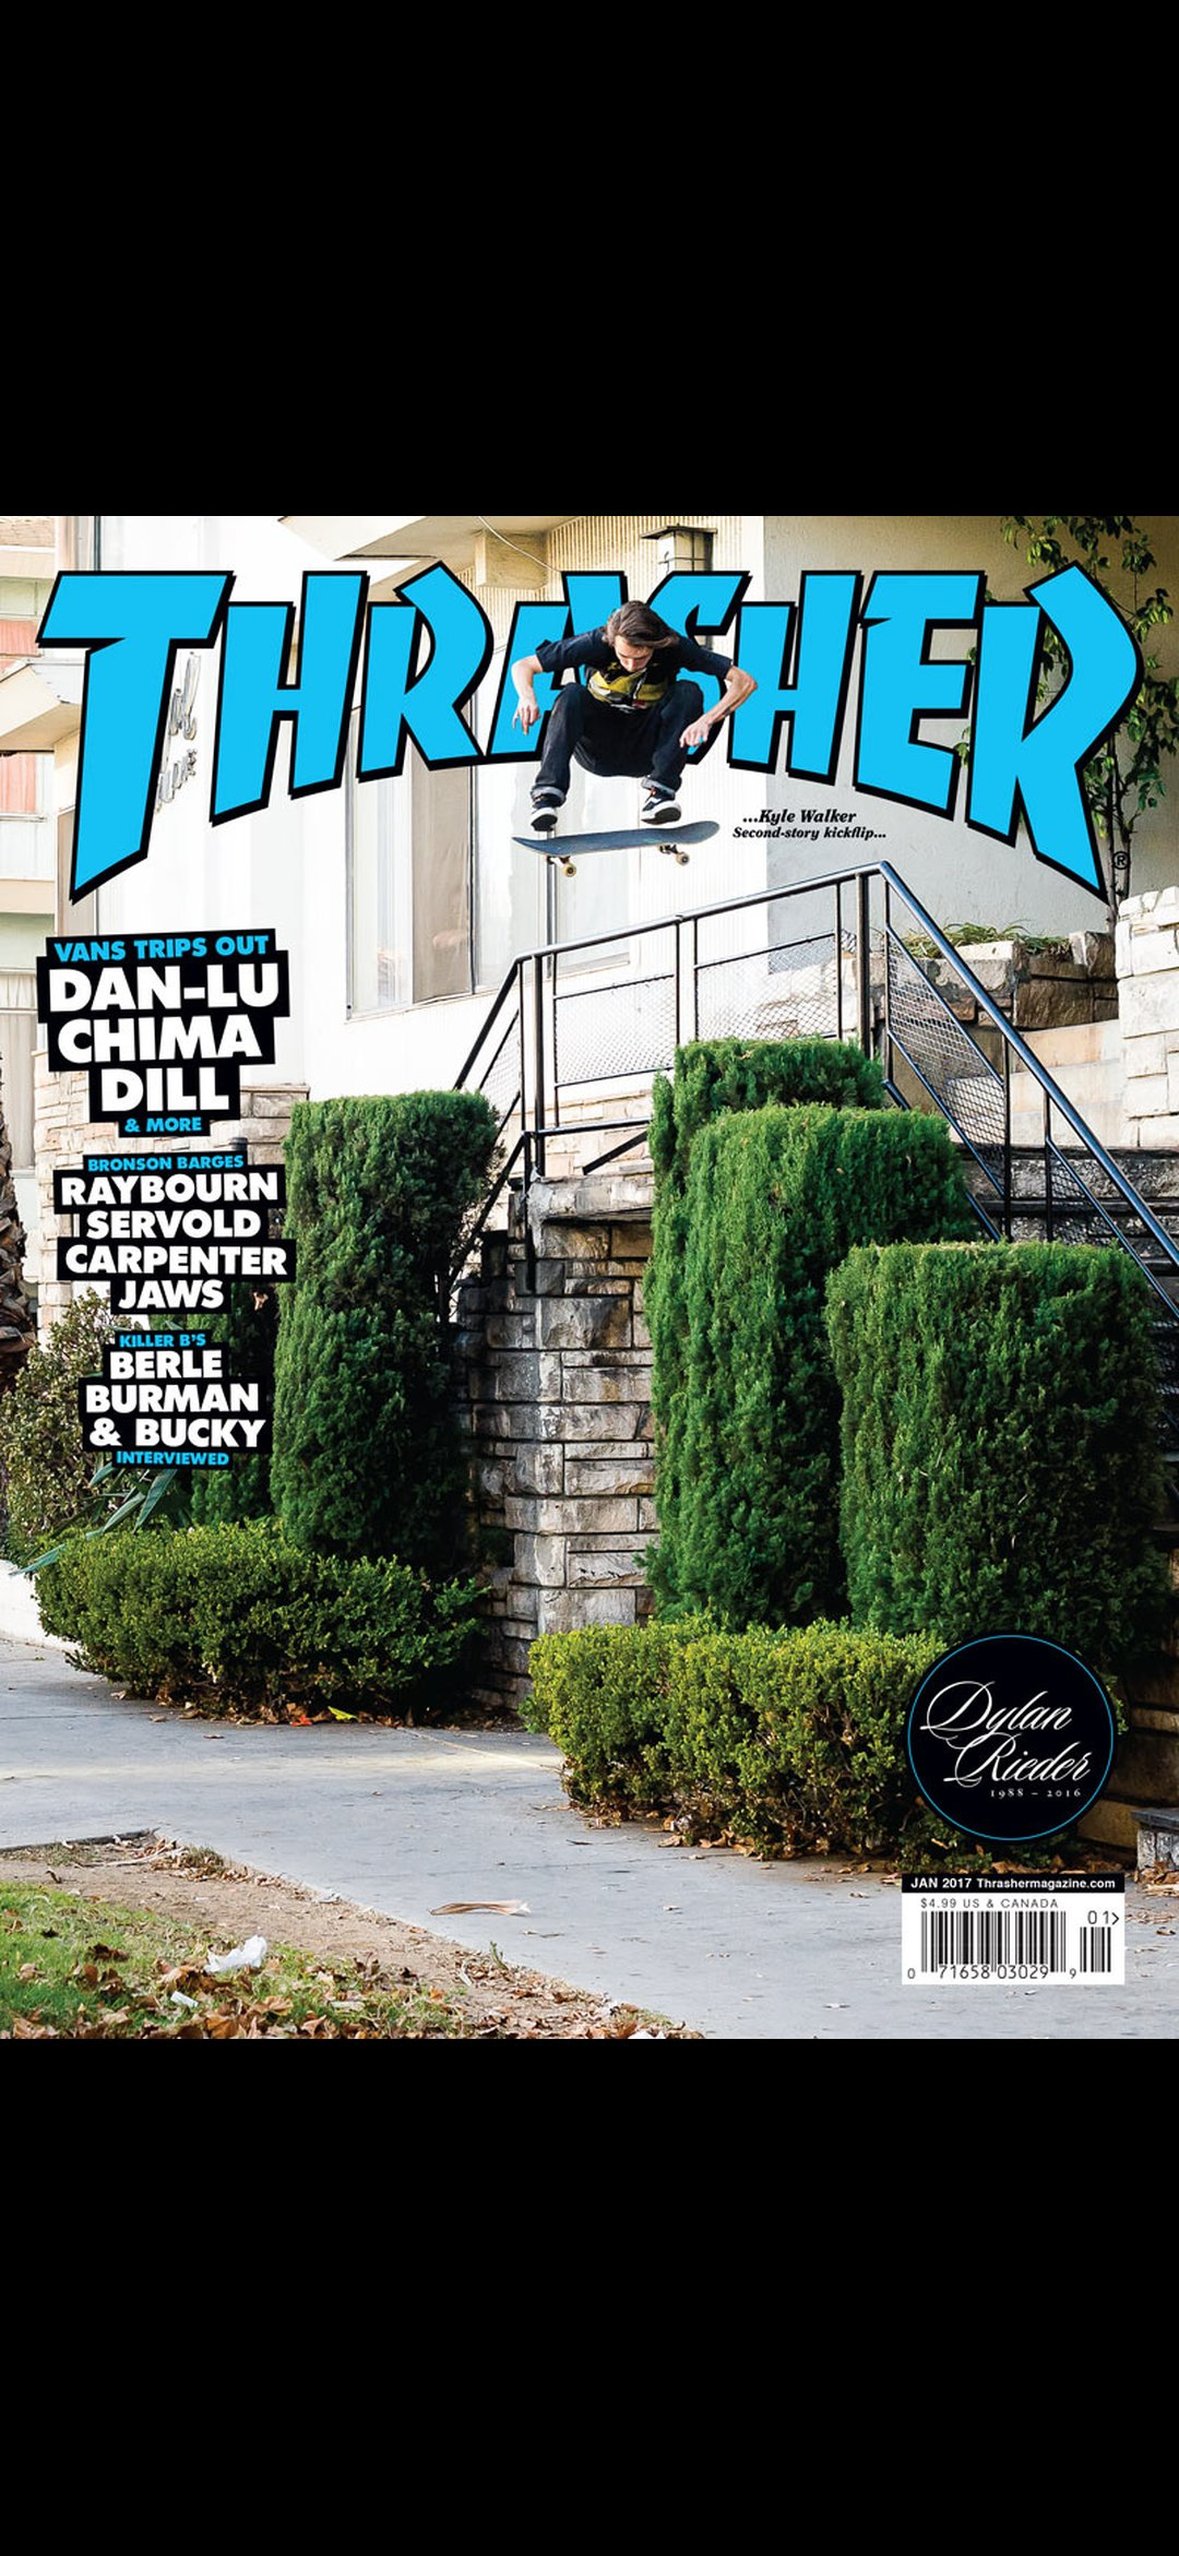 THRASHER
®
...Kyle Walker
Second-story kickflip...
VANS TRIPS OUT
DAN-LU
CHIMA
DILL
& MORE
BRONSON BARGES
RAYBOURN
SERVOLD
CARPENTER
JAWS
KILLER B'S
BERLE
BURMAN
& BUCKY
INTERVIEWED
Dylan
Rieder
1988 – 2016
JAN 2017 Thrashermagazine.com
$4.99 US & CANADA
01>
0 71658 03029 9